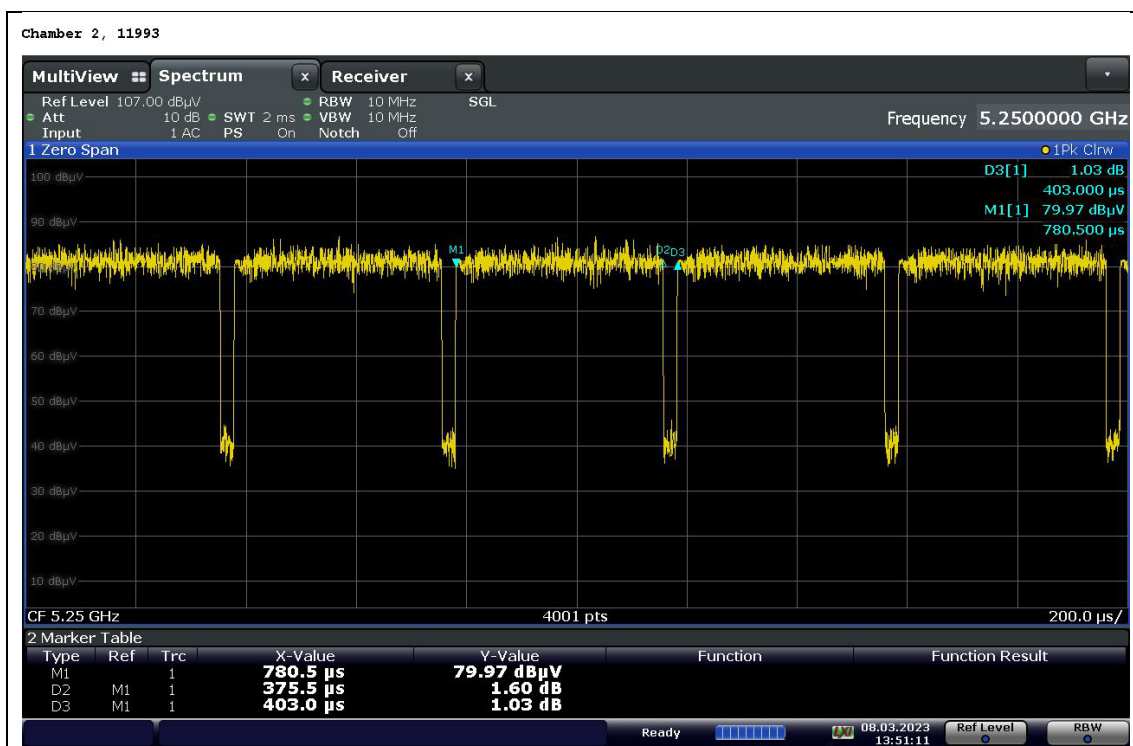 Chamber 2, 11993
MultiView Spectrum x Receiver x
Ref Level 107.00 dBµV RBW 10 MHz SGL
Att 10 dB SWT 2 ms VBW 10 MHz
Input 1 AC PS On Notch Off
Frequency 5.2500000 GHz
1 Zero Span 1Pk Clrw
D3[1] 1.03 dB
403.000 µs
M1[1] 79.97 dBµV
780.500 µs
100 dBµV
90 dBµV
M1 D2 D3
70 dBµV
60 dBµV
50 dBµV
40 dBµV
30 dBµV
20 dBµV
10 dBµV
CF 5.25 GHz 4001 pts 200.0 µs/
2 Marker Table
Type Ref Trc X-Value Y-Value Function Function Result
M1 1 780.5 µs 79.97 dBµV
D2 M1 1 375.5 µs 1.60 dB
D3 M1 1 403.0 µs 1.03 dB
Ready LXI 08.03.2023 Ref Level RBW
13:51:11